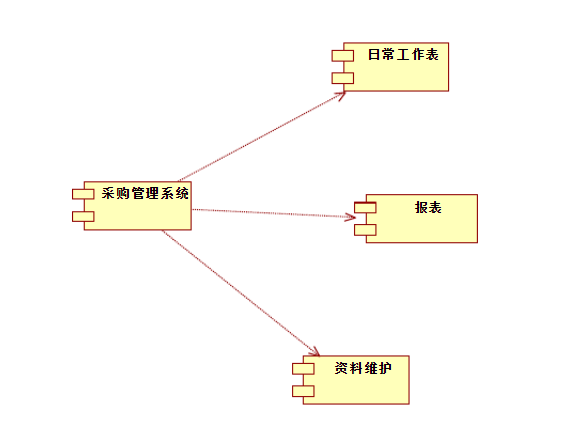 日常工作表
采购管理系统
报表
资料维护